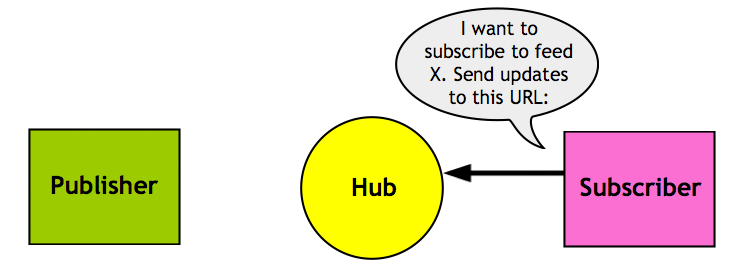 I want to
subscribe to feed
X. Send updates
to this URL:
Publisher
Hub
Subscriber